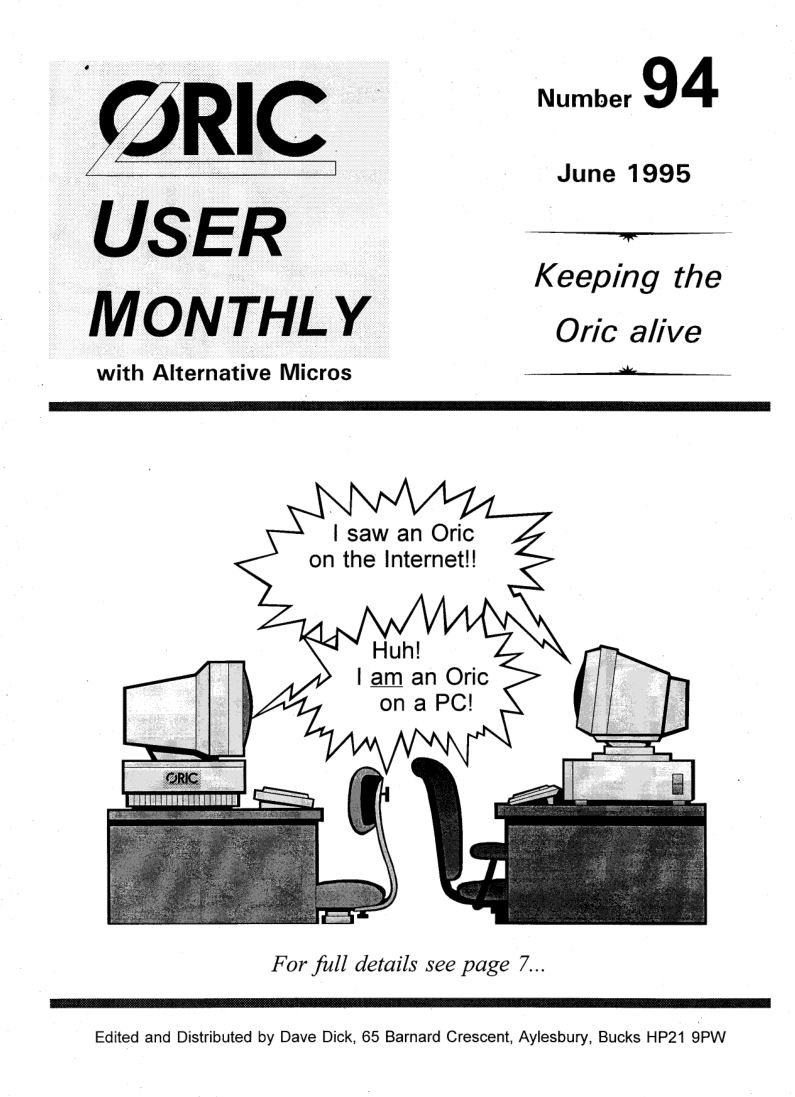 ORIC
USER
MONTHLY
with Alternative Micros
Number 94
June 1995
Keeping the
Oric alive
I saw an Oric
on the Internet!!
Huh!
I am an Oric
on a PC!
ORIC
For full details see page 7...
Edited and Distributed by Dave Dick, 65 Barnard Crescent, Aylesbury, Bucks HP21 9PW